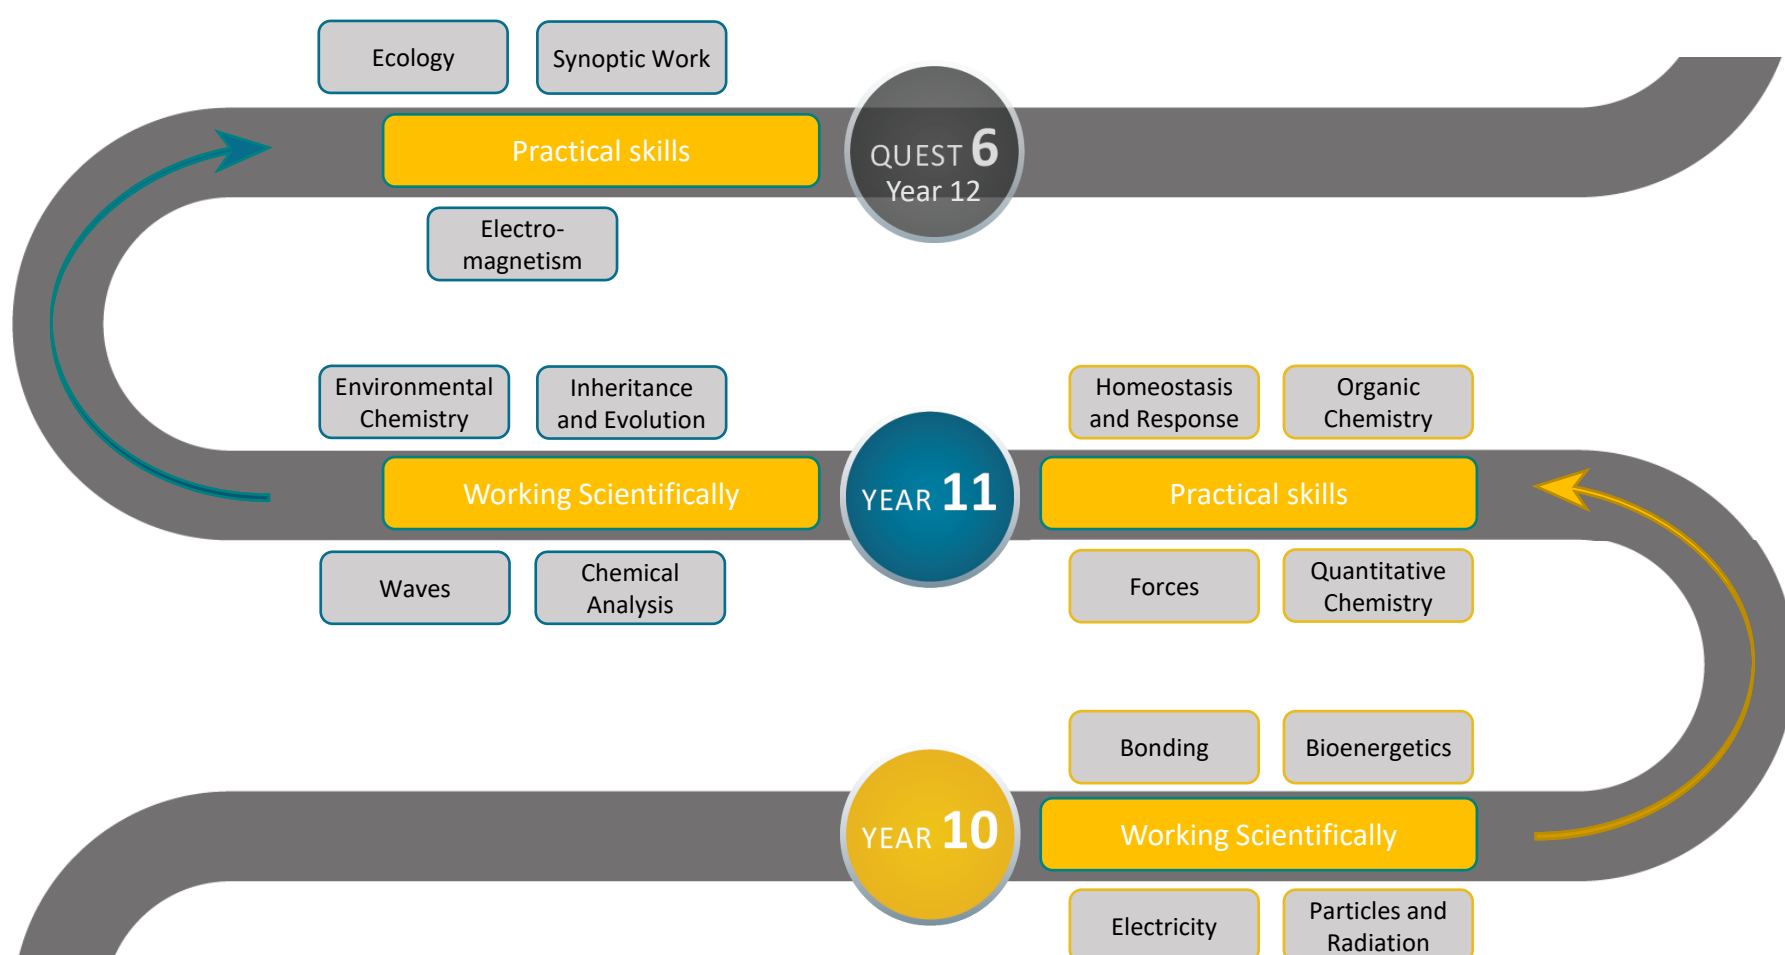 Ecology
Synoptic Work
Practical skills
QUEST 6
Year 12
Electro-
magnetism
Environmental
Chemistry
Inheritance
and Evolution
Homeostasis
and Response
Organic
Chemistry
Working Scientifically
YEAR 11
Practical skills
Waves
Chemical
Analysis
Forces
Quantitative
Chemistry
Bonding
Bioenergetics
YEAR 10
Working Scientifically
Electricity
Particles and
Radiation